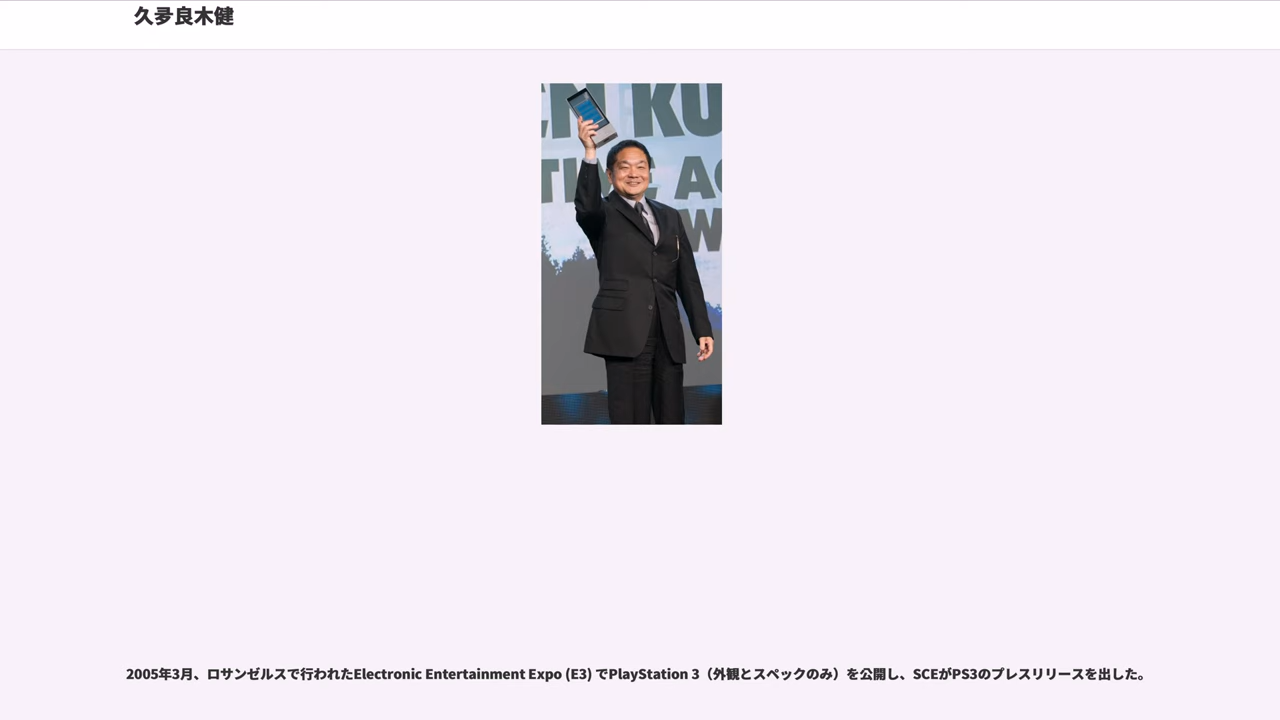 久夛良木健
EN KU
TIME AC
W
2005年3月、ロサンゼルスで行われたElectronic Entertainment Expo (E3) でPlayStation 3（外観とスペックのみ）を公開し、SCEがPS3のプレスリリースを出した。